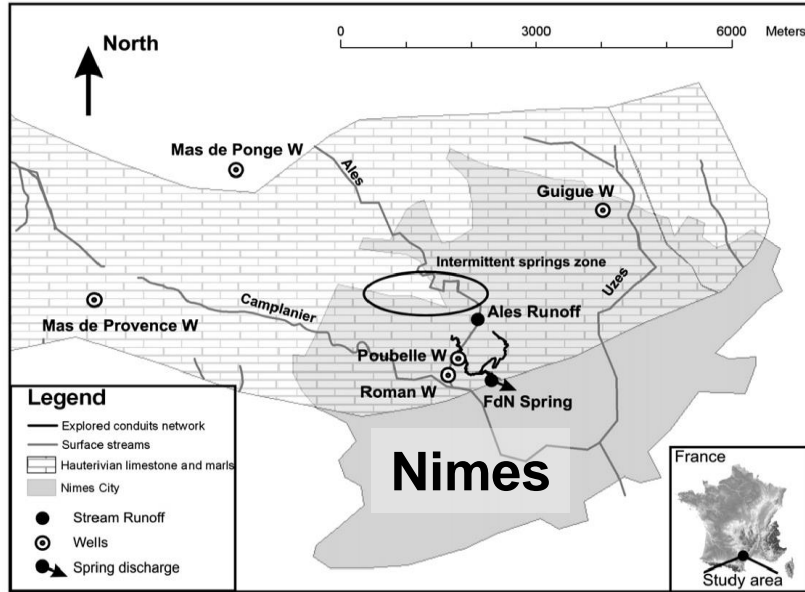 North
0 3000 6000 Meters
Mas de Ponge W
Ales
Guigue W
Intermittent springs zone
Uzes
Camplanier
Mas de Provence W
Ales Runoff
Poubelle W
Roman W
FdN Spring
Nimes
Legend
Explored conduits network
Surface streams
Hauterivian limestone and marls
Nimes City
Stream Runoff
Wells
Spring discharge
France
Study area